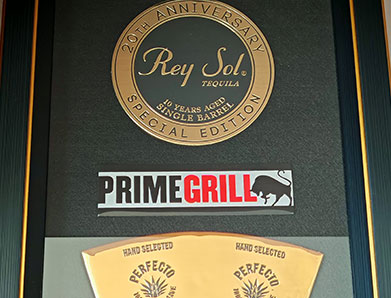 20TH ANNIVERSARY
Rey Sol
TEQUILA
10 YEARS AGED
SINGLE BARREL
SPECIAL EDITION
PRIMEGRILL
HAND SELECTED HAND SELECTED
PERFECTO PERFECTO